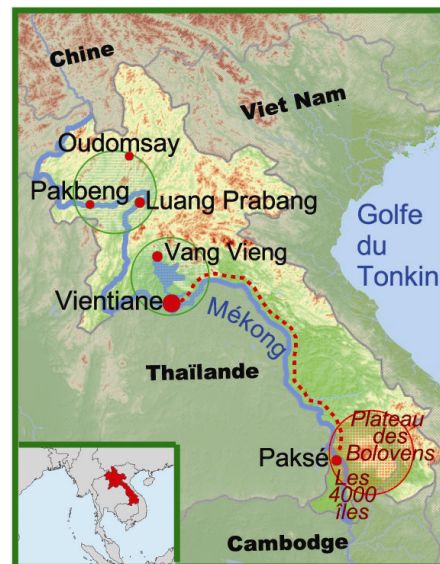 Chine
Viet Nam
Oudomsay
Pakbeng
Luang Prabang
Golfe
du
Tonkin
Vang Vieng
Vientiane
Mékong
Thaïlande
Plateau
des
Bolovens
Paksé
Les
4000
îles
Cambodge